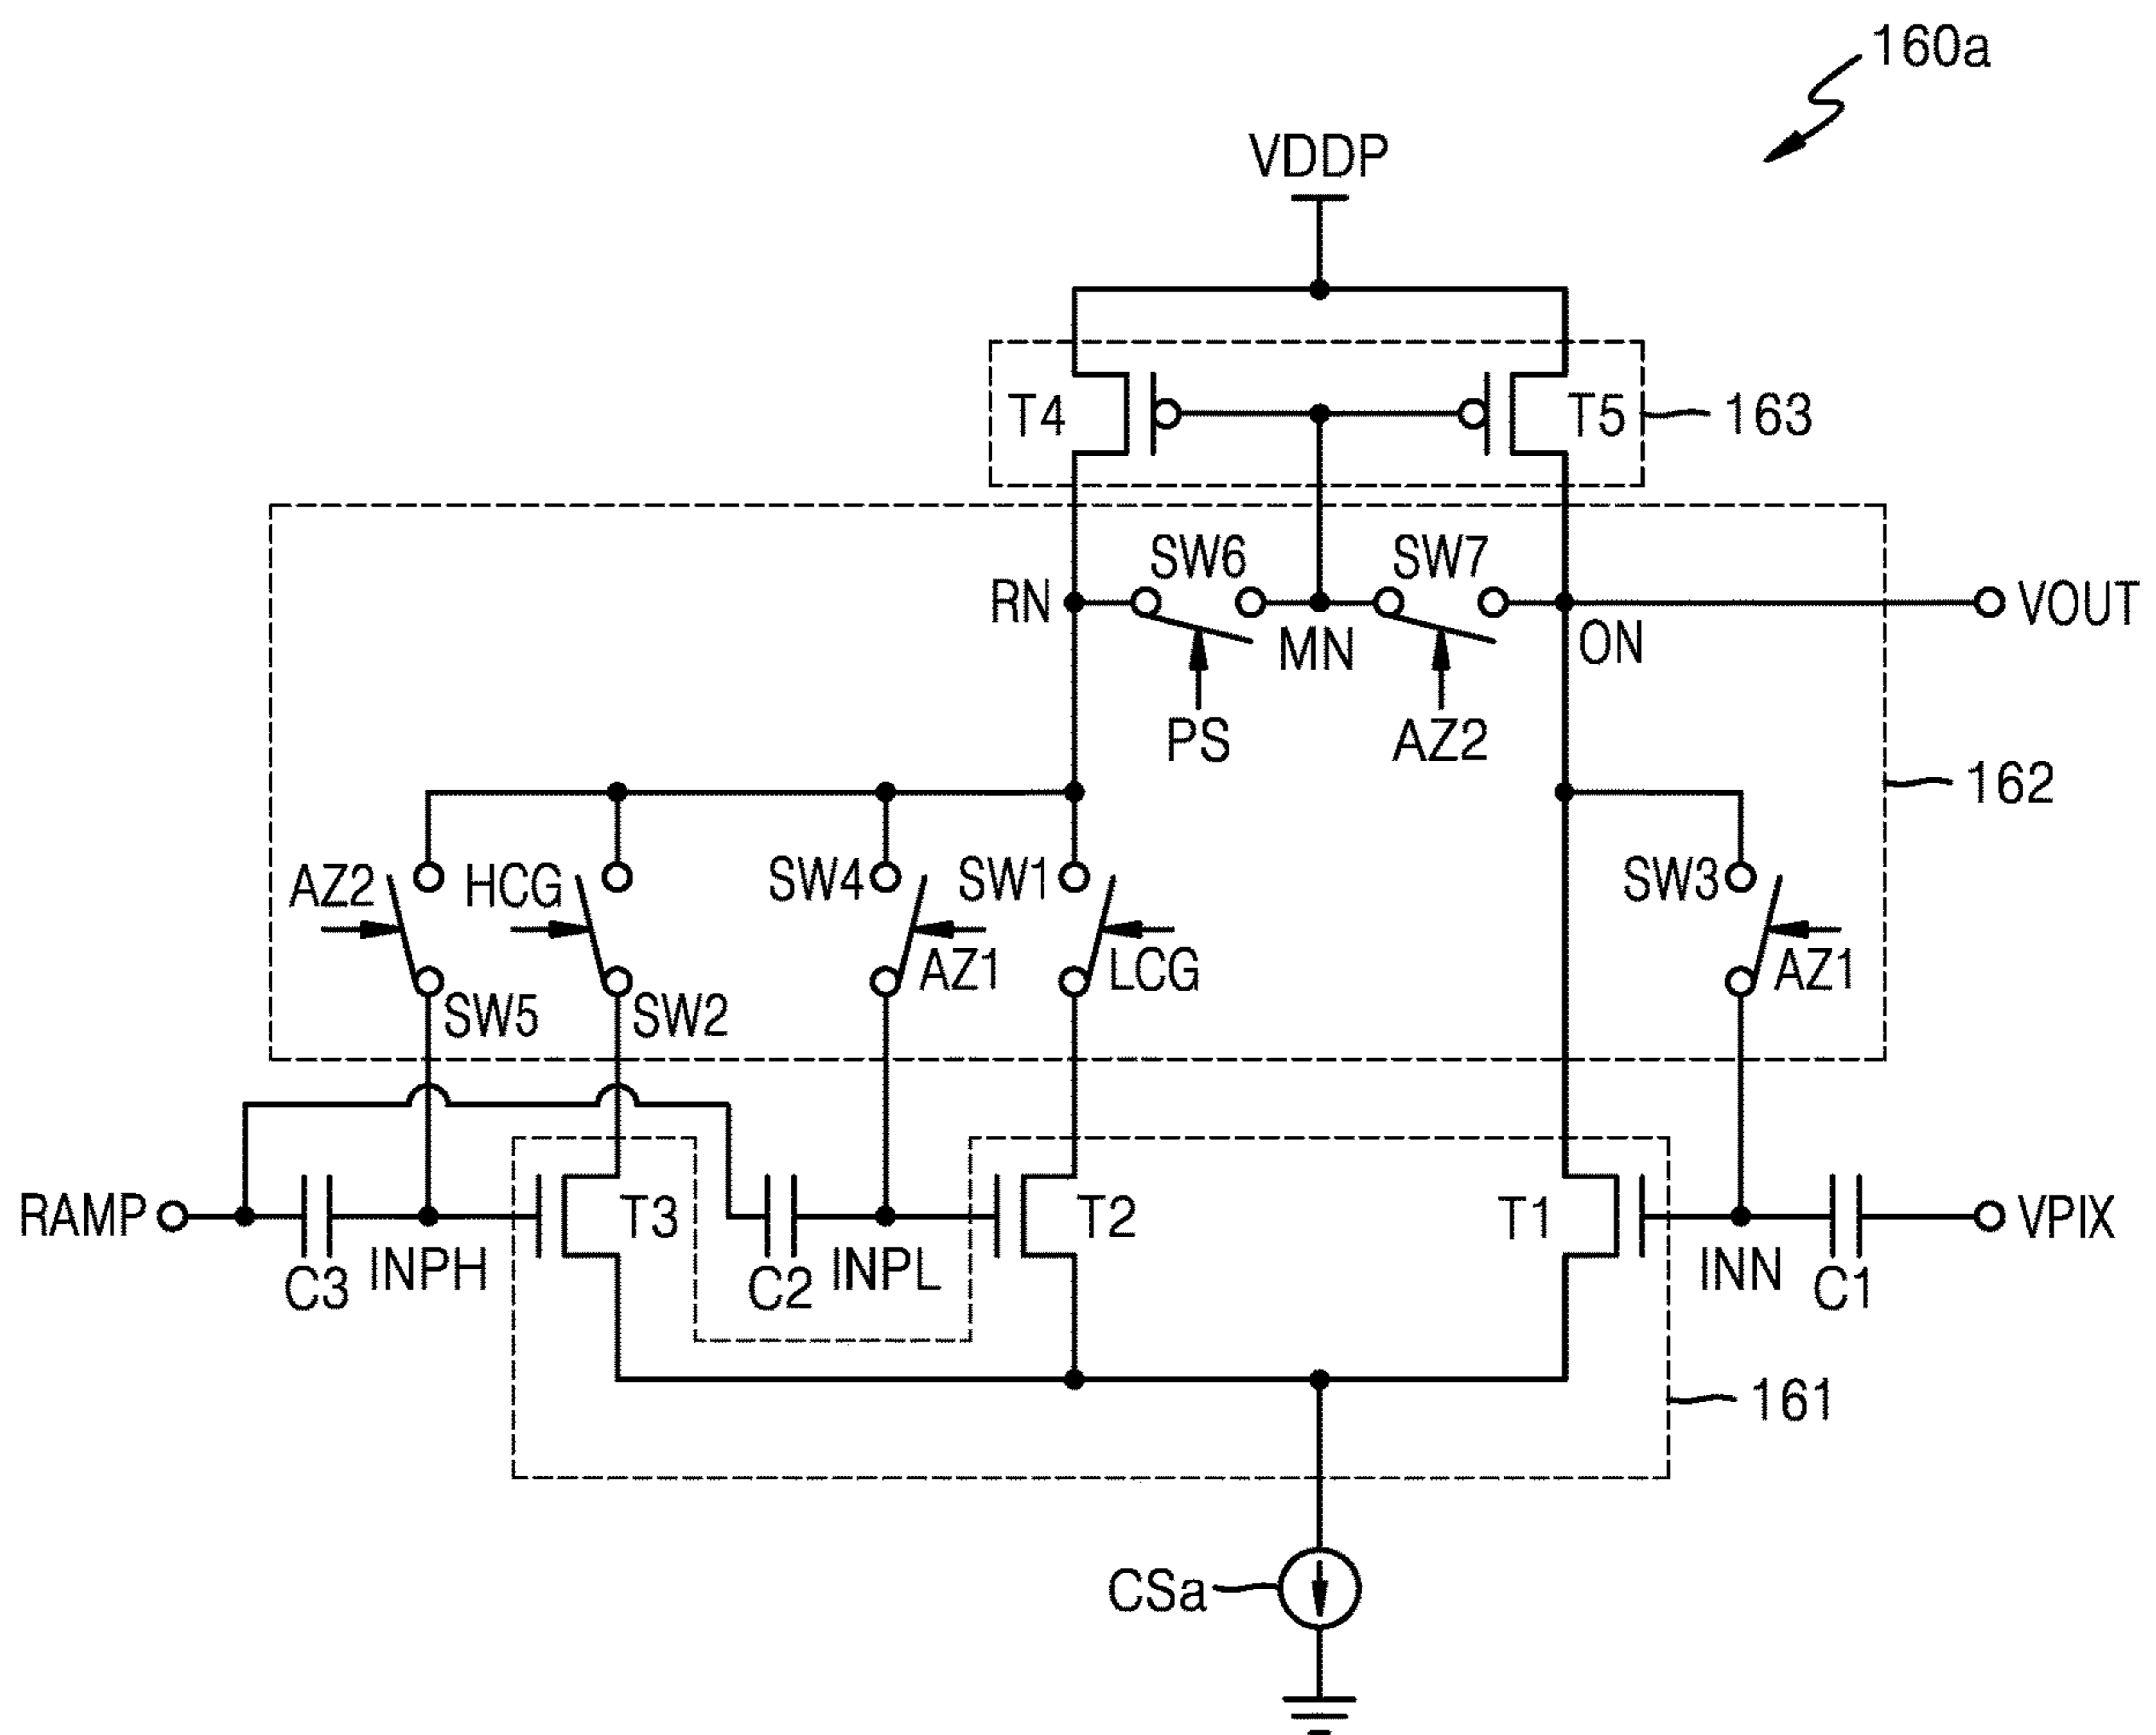 160a
VDDP
T4
T5
163
SW6
SW7
RN
MN
ON
VOUT
PS
AZ2
162
AZ2
HCG
SW4
SW1
SW3
AZ1
LCG
AZ1
SW5
SW2
RAMP
T3
T2
T1
VPIX
C3
INPH
C2
INPL
INN
C1
161
CSa